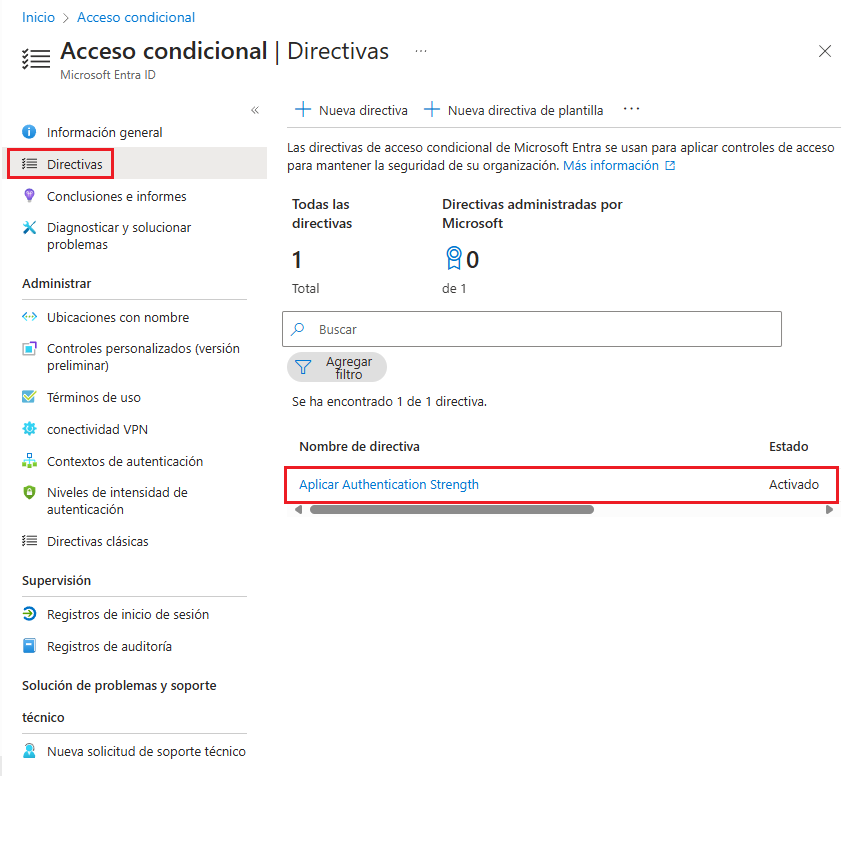 Inicio > Acceso condicional
Acceso condicional | Directivas ...
Microsoft Entra ID
«
Información general
Directivas
Conclusiones e informes
Diagnosticar y solucionar
problemas
Administrar
Ubicaciones con nombre
Controles personalizados (versión
preliminar)
Términos de uso
conectividad VPN
Contextos de autenticación
Niveles de intensidad de
autenticación
Directivas clásicas
Supervisión
Registros de inicio de sesión
Registros de auditoría
Solución de problemas y soporte
técnico
Nueva solicitud de soporte técnico
+ Nueva directiva + Nueva directiva de plantilla ...
Las directivas de acceso condicional de Microsoft Entra se usan para aplicar controles de acceso
para mantener la seguridad de su organización. Más información
Todas las
directivas
1
Total
Directivas administradas por
Microsoft
0
de 1
Buscar
Agregar
filtro
Se ha encontrado 1 de 1 directiva.
Nombre de directiva Estado
Aplicar Authentication Strength Activado